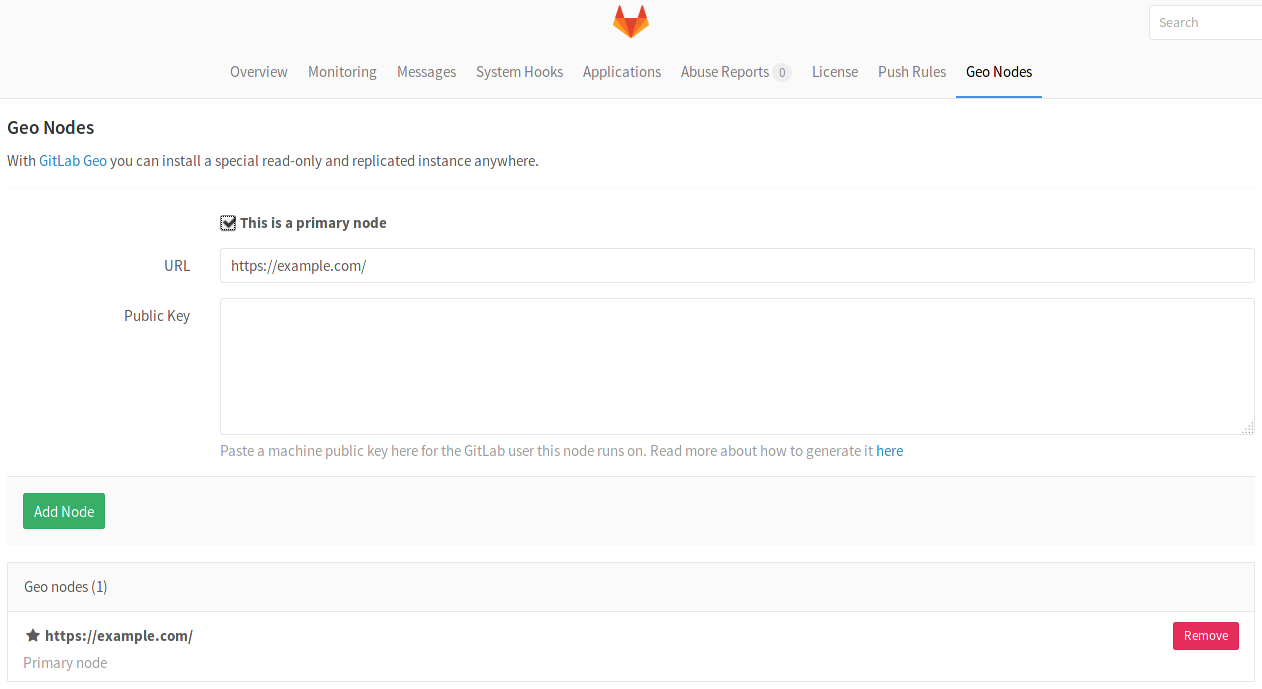 Search
Overview Monitoring Messages System Hooks Applications Abuse Reports 0 License Push Rules Geo Nodes
Geo Nodes
With GitLab Geo you can install a special read-only and replicated instance anywhere.
This is a primary node
URL https://example.com/
Public Key
Paste a machine public key here for the GitLab user this node runs on. Read more about how to generate it here
Add Node
Geo nodes (1)
https://example.com/ Remove
Primary node